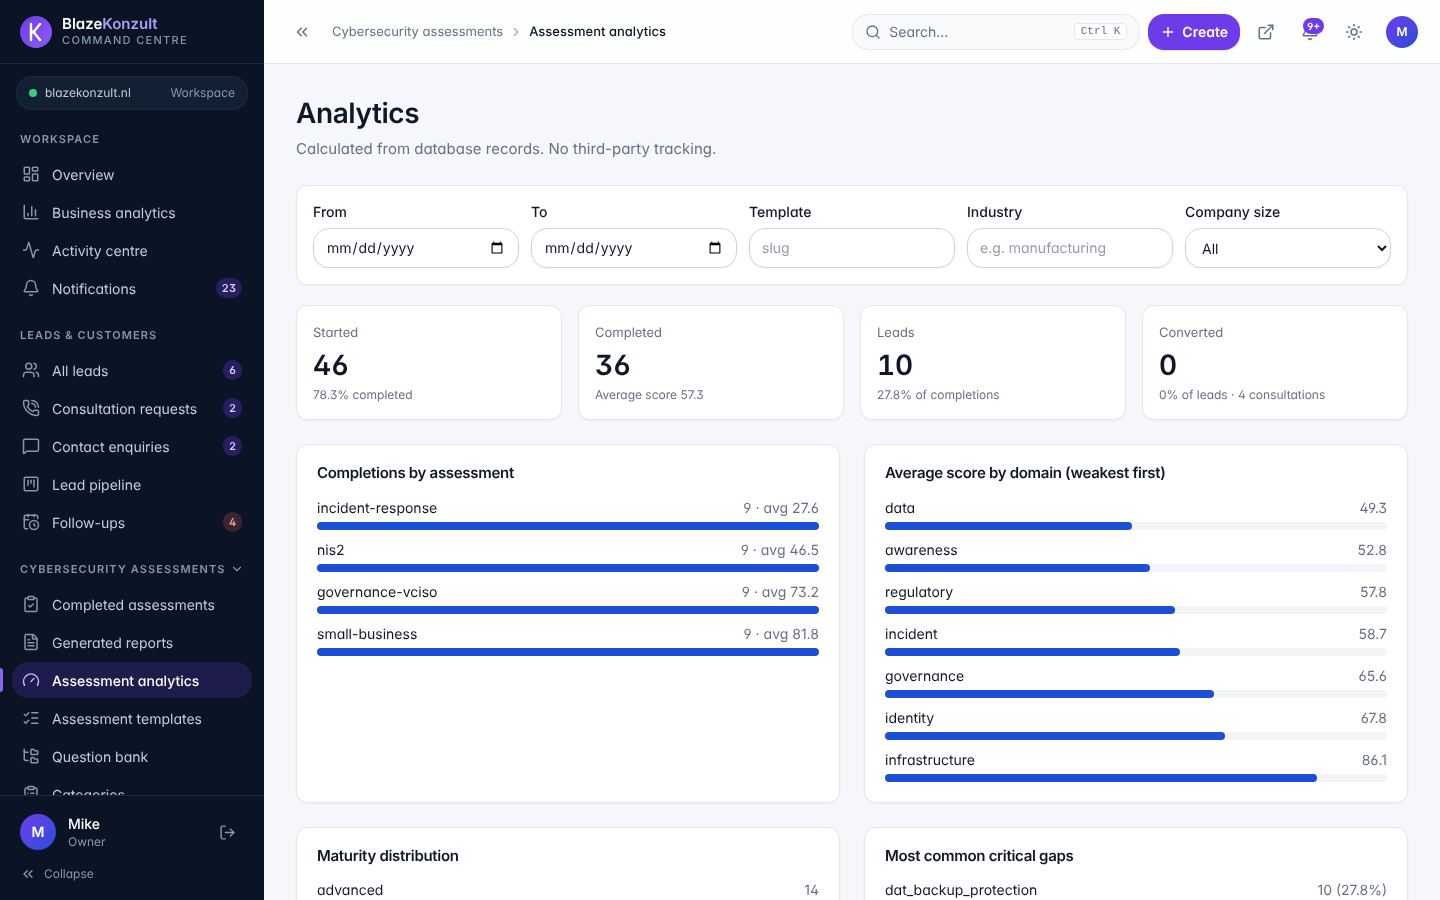 BlazeKonzult
COMMAND CENTRE
blazekonzult.nl Workspace
WORKSPACE
Overview
Business analytics
Activity centre
Notifications 23
LEADS & CUSTOMERS
All leads 6
Consultation requests 2
Contact enquiries 2
Lead pipeline
Follow-ups 4
CYBERSECURITY ASSESSMENTS
Completed assessments
Generated reports
Assessment analytics
Assessment templates
Question bank
Categories
M Mike
Owner
Collapse
Cybersecurity assessments Assessment analytics
Search... Ctrl K
Create
9+
M
Analytics
Calculated from database records. No third-party tracking.
From To Template Industry Company size
mm/dd/yyyy mm/dd/yyyy slug e.g. manufacturing All
Started Completed Leads Converted
46 36 10 0
78.3% completed Average score 57.3 27.8% of completions 0% of leads · 4 consultations
Completions by assessment
incident-response 9 · avg 27.6
nis2 9 · avg 46.5
governance-vciso 9 · avg 73.2
small-business 9 · avg 81.8
Average score by domain (weakest first)
data 49.3
awareness 52.8
regulatory 57.8
incident 58.7
governance 65.6
identity 67.8
infrastructure 86.1
Maturity distribution
advanced 14
Most common critical gaps
dat_backup_protection 10 (27.8%)